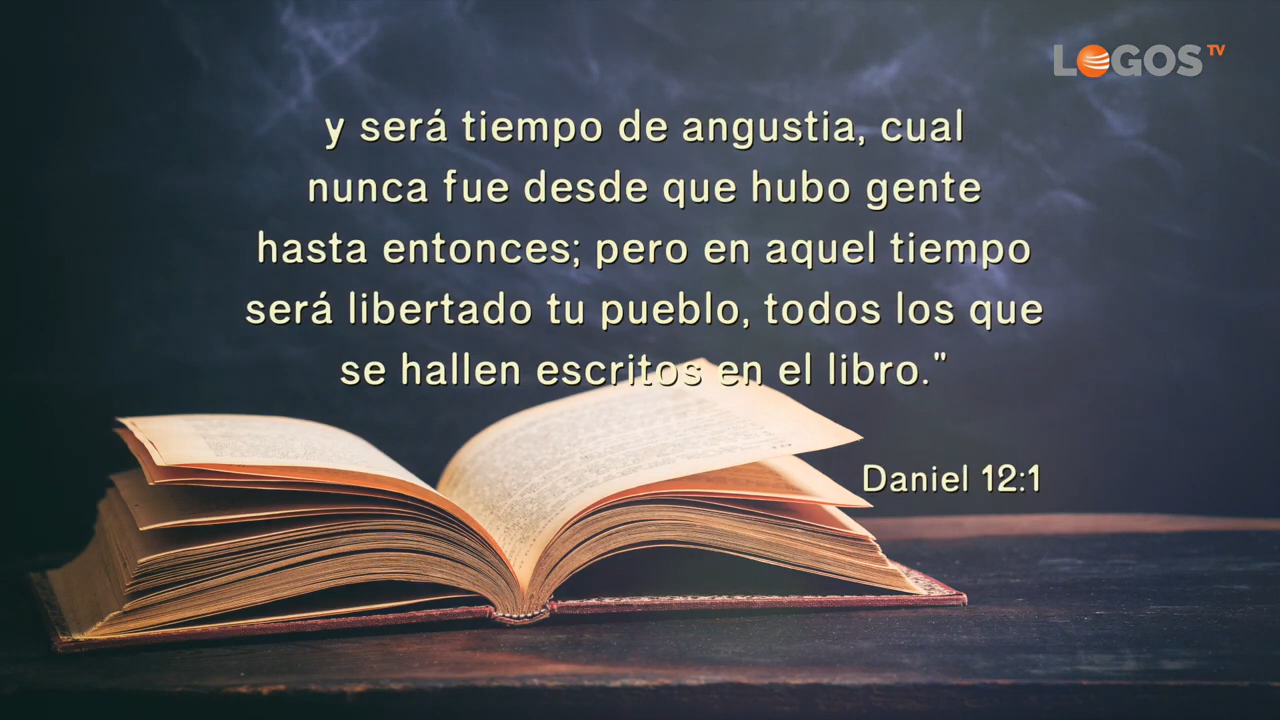 LOGOS TV
y será tiempo de angustia, cual
nunca fue desde que hubo gente
hasta entonces; pero en aquel tiempo
será libertado tu pueblo, todos los que
se hallen escritos en el libro."
Daniel 12:1